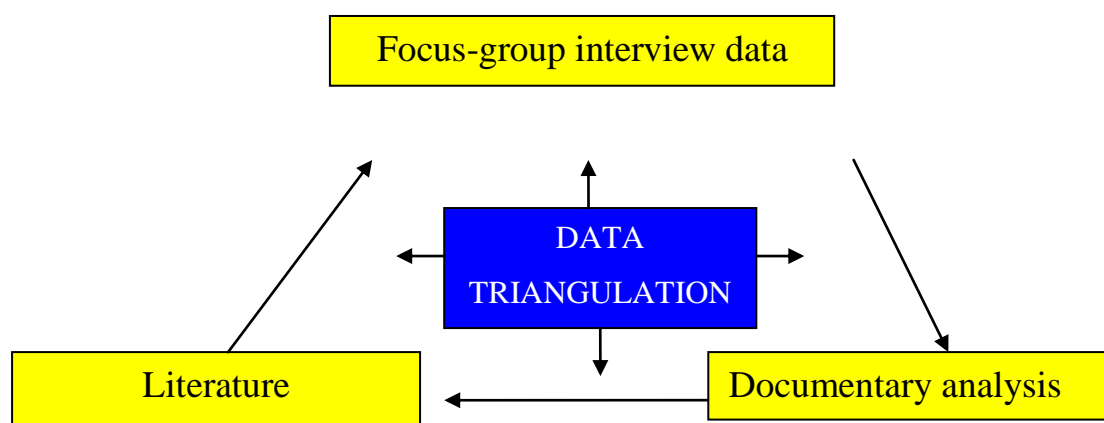 Focus-group interview data
DATA
TRIANGULATION
Literature
Documentary analysis